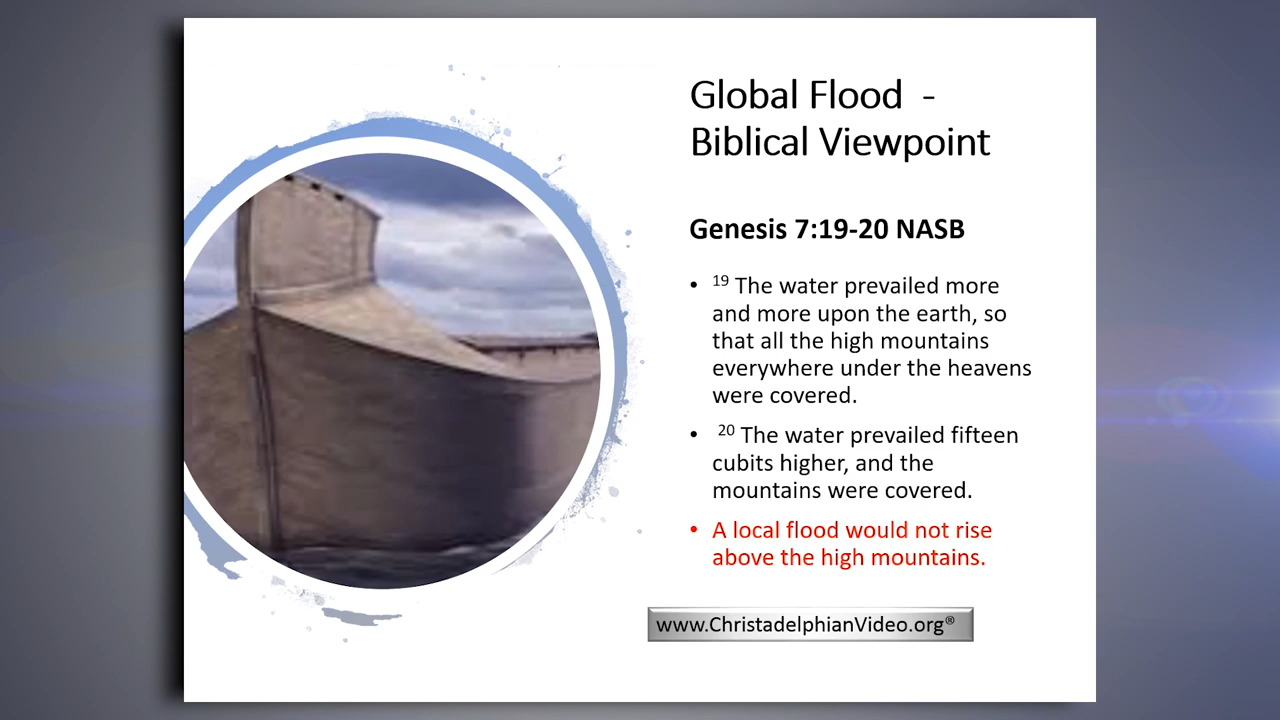 Global Flood -
Biblical Viewpoint
Genesis 7:19-20 NASB
• 19 The water prevailed more
and more upon the earth, so
that all the high mountains
everywhere under the heavens
were covered.
• 20 The water prevailed fifteen
cubits higher, and the
mountains were covered.
• A local flood would not rise
above the high mountains.
www.ChristadelphianVideo.org®